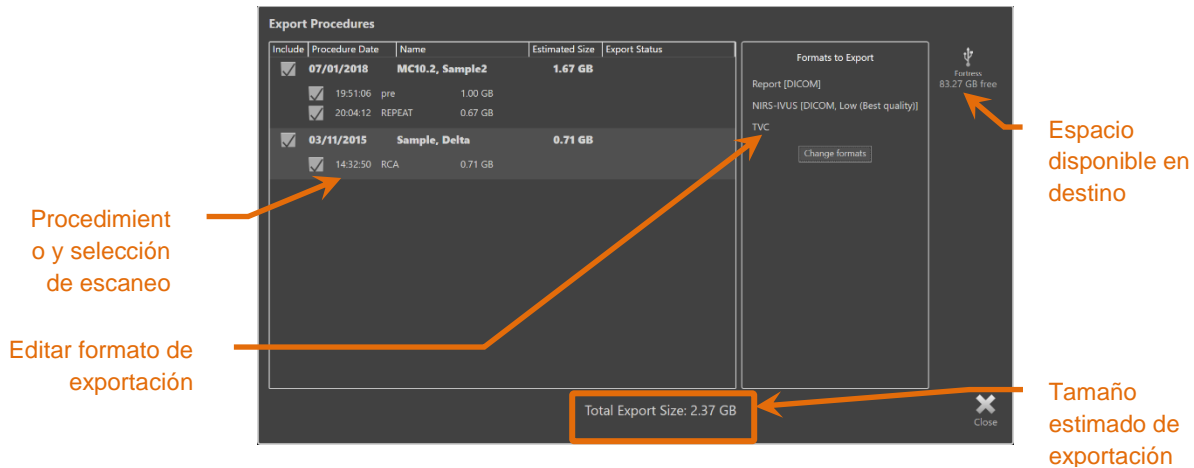 Export Procedures
Include Procedure Date Name Estimated Size Export Status
07/01/2018 MC10.2, Sample2 1.67 GB
19:51:06 pre 1.00 GB
20:04:12 REPEAT 0.67 GB
03/11/2015 Sample, Delta 0.71 GB
14:32:50 RCA 0.71 GB
Formats to Export
Report [DICOM]
NIRS-IVUS [DICOM, Low (Best quality)]
TVC
Change formats
Fortress
83.27 GB free
Total Export Size: 2.37 GB
Close
Procedimient
o y selección
de escaneo
Editar formato de
exportación
Espacio
disponible en
destino
Tamaño
estimado de
exportación